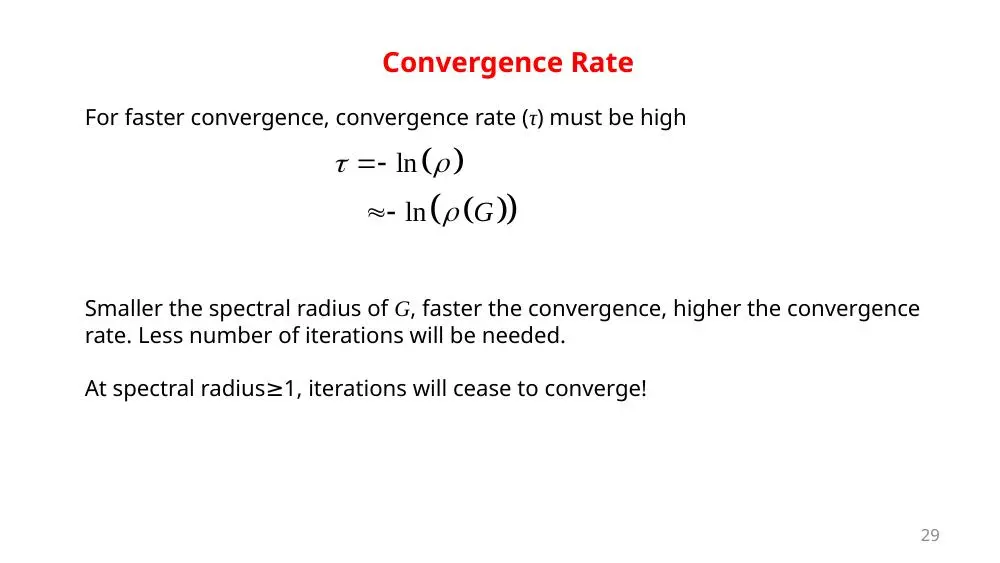 Convergence Rate
For faster convergence, convergence rate (τ) must be high
τ =- ln(ρ)
≈- ln(ρ(G))
Smaller the spectral radius of G, faster the convergence, higher the convergence
rate. Less number of iterations will be needed.
At spectral radius≥1, iterations will cease to converge!
29